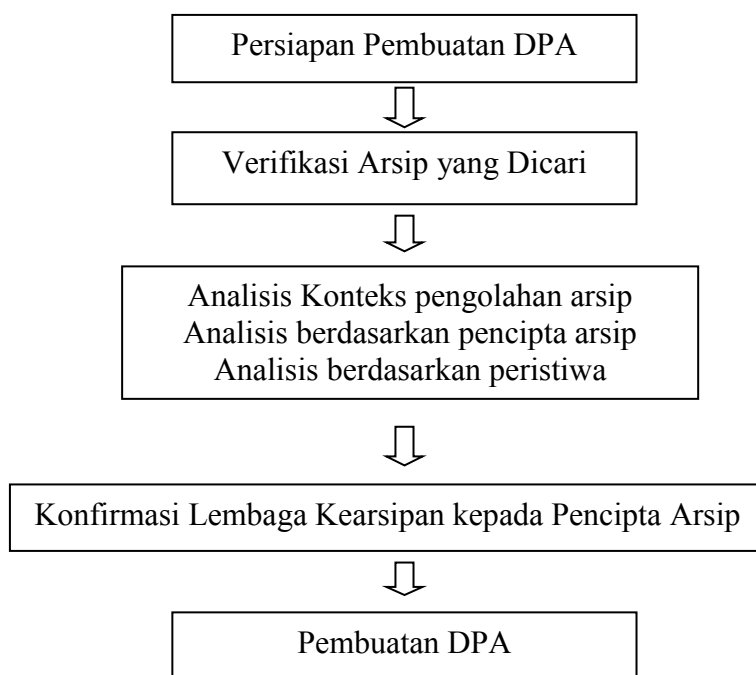 Persiapan Pembuatan DPA
Verifikasi Arsip yang Dicari
Analisis Konteks pengolahan arsip
Analisis berdasarkan pencipta arsip
Analisis berdasarkan peristiwa
Konfirmasi Lembaga Kearsipan kepada Pencipta Arsip
Pembuatan DPA